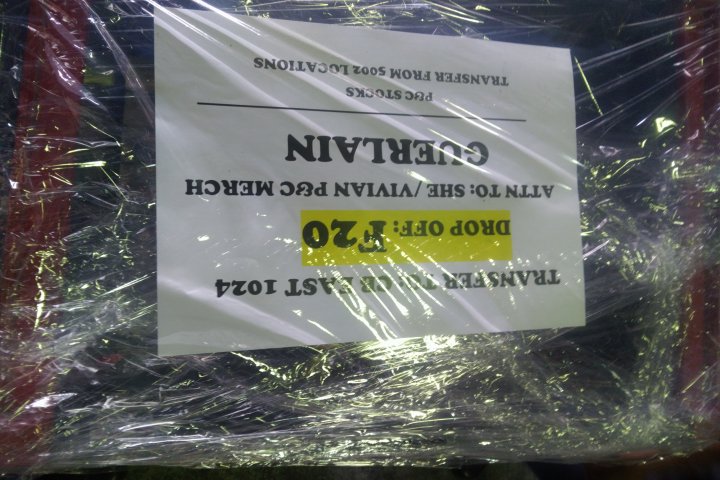 TRANSFER TO: CB EAST 1024
DROP OFF: F20
ATTN TO: SHE / VIVIAN P&C MERCH
GUERLAIN
P&C STOCKS
TRANSFER FROM 5002 LOCATIONS